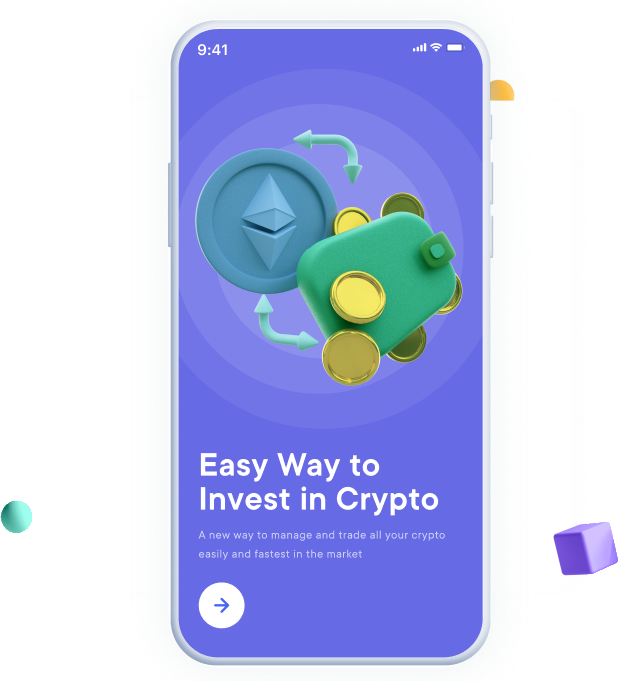 9:41
Easy Way to
Invest in Crypto
A new way to manage and trade all your crypto
easily and fastest in the market